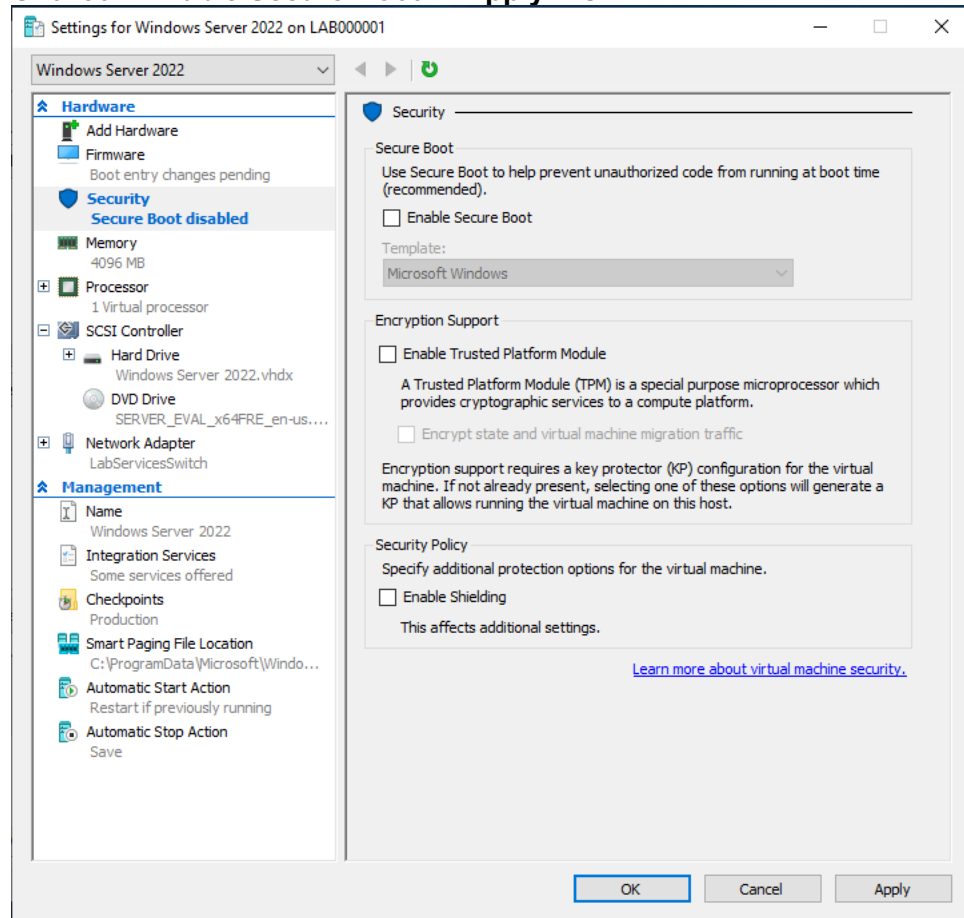 Settings for Windows Server 2022 on LAB000001
Windows Server 2022
Hardware
Add Hardware
Firmware
Boot entry changes pending
Security
Secure Boot disabled
Memory
4096 MB
Processor
1 Virtual processor
SCSI Controller
Hard Drive
Windows Server 2022.vhdx
DVD Drive
SERVER_EVAL_x64FRE_en-us....
Network Adapter
LabServicesSwitch
Management
Name
Windows Server 2022
Integration Services
Some services offered
Checkpoints
Production
Smart Paging File Location
C:\ProgramData\Microsoft\Windo...
Automatic Start Action
Restart if previously running
Automatic Stop Action
Save
Security
Secure Boot
Use Secure Boot to help prevent unauthorized code from running at boot time
(recommended).
Enable Secure Boot
Template:
Microsoft Windows
Encryption Support
Enable Trusted Platform Module
A Trusted Platform Module (TPM) is a special purpose microprocessor which
provides cryptographic services to a compute platform.
Encrypt state and virtual machine migration traffic
Encryption support requires a key protector (KP) configuration for the virtual
machine. If not already present, selecting one of these options will generate a
KP that allows running the virtual machine on this host.
Security Policy
Specify additional protection options for the virtual machine.
Enable Shielding
This affects additional settings.
Learn more about virtual machine security.
OK
Cancel
Apply